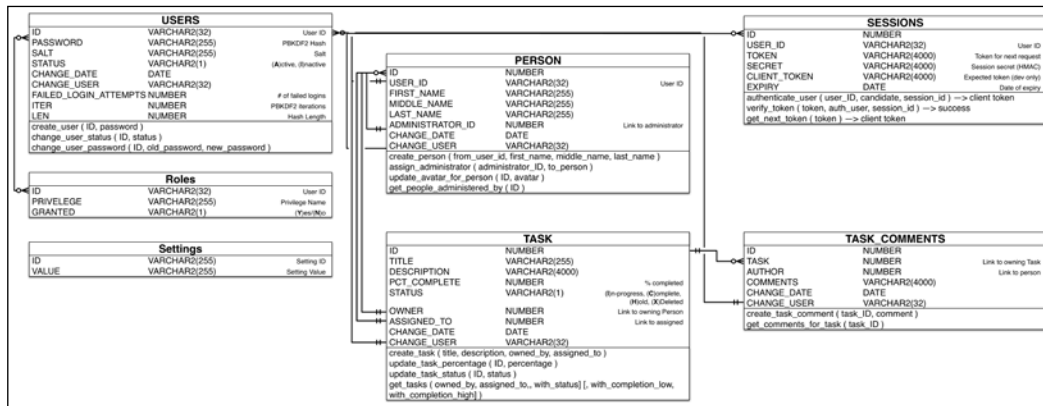 USERS
ID VARCHAR2(32) User ID
PASSWORD VARCHAR2(255) PBKDF2 Hash
SALT VARCHAR2(255) Salt
STATUS VARCHAR2(1) (A)ctive, (I)nactive
CHANGE_DATE DATE
CHANGE_USER VARCHAR2(32)
FAILED_LOGIN_ATTEMPTS NUMBER # of failed logins
ITER NUMBER PBKDF2 iterations
LEN NUMBER Hash Length
create_user ( ID, password )
change_user_status ( ID, status )
change_user_password ( ID, old_password, new_password )
Roles
ID VARCHAR2(32) User ID
PRIVELEGE VARCHAR2(255) Privilege Name
GRANTED VARCHAR2(1) (Y)es/(N)o
Settings
ID VARCHAR2(255) Setting ID
VALUE VARCHAR2(255) Setting Value
PERSON
ID NUMBER
USER_ID VARCHAR2(32) User ID
FIRST_NAME VARCHAR2(255)
MIDDLE_NAME VARCHAR2(255)
LAST_NAME VARCHAR2(255)
ADMINISTRATOR_ID NUMBER Link to administrator
CHANGE_DATE DATE
CHANGE_USER VARCHAR2(32)
create_person ( from_user_id, first_name, middle_name, last_name )
assign_administrator ( administrator_ID, to_person )
update_avatar_for_person ( ID, avatar )
get_people_administered_by ( ID )
TASK
ID NUMBER
TITLE VARCHAR2(255)
DESCRIPTION VARCHAR2(4000)
PCT_COMPLETE NUMBER % completed
STATUS VARCHAR2(1) (I)n-progress, (C)omplete,
(H)old, (X)Deleted
OWNER NUMBER Link to owning Person
ASSIGNED_TO NUMBER Link to assigned
CHANGE_DATE DATE
CHANGE_USER VARCHAR2(32)
create_task ( title, description, owned_by, assigned_to )
update_task_percentage ( ID, percentage )
update_task_status ( ID, status )
get_tasks ( owned_by, assigned_to,, with_status] [, with_completion_low,
with_completion_high] )
SESSIONS
ID NUMBER
USER_ID VARCHAR2(32) User ID
TOKEN VARCHAR2(4000) Token for next request
SECRET VARCHAR2(4000) Session secret (HMAC)
CLIENT_TOKEN VARCHAR2(4000) Expected token (dev only)
EXPIRY DATE Date of expiry
authenticate_user ( user_ID, candidate, session_id ) —> client token
verify_token ( token, auth_user, session_id ) —> success
get_next_token ( token ) —> client token
TASK_COMMENTS
ID NUMBER
TASK NUMBER Link to owning Task
AUTHOR NUMBER Link to person
COMMENTS VARCHAR2(4000)
CHANGE_DATE DATE
CHANGE_USER VARCHAR2(32)
create_task_comment ( task_ID, comment )
get_comments_for_task ( task_ID )